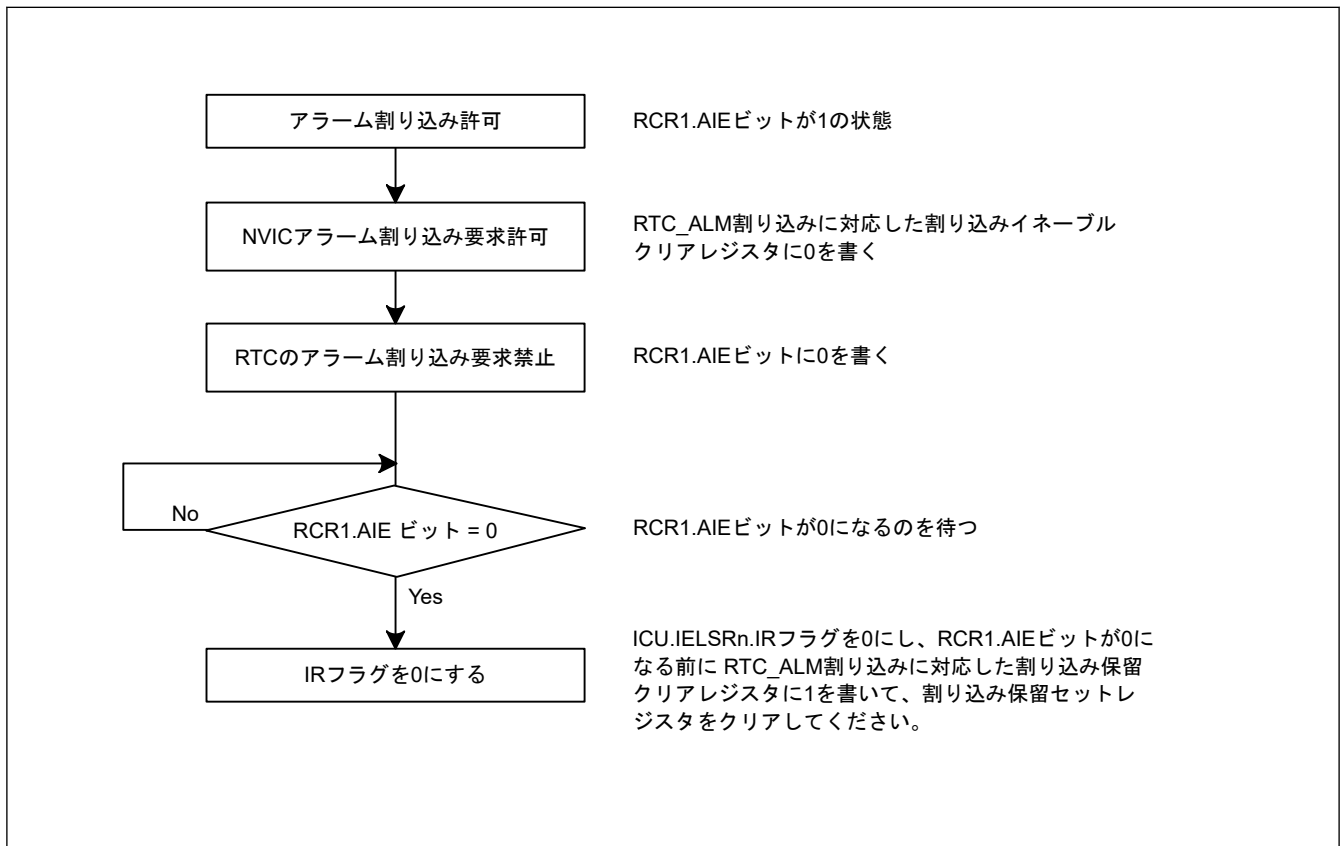 アラーム割り込み許可
RCR1.AIEビットが1の状態
NVICアラーム割り込み要求許可
RTC_ALM割り込みに対応した割り込みイネーブル
クリアレジスタに0を書く
RTCのアラーム割り込み要求禁止
RCR1.AIEビットに0を書く
No
RCR1.AIE ビット = 0
RCR1.AIEビットが0になるのを待つ
Yes
IRフラグを0にする
ICU.IELSRn.IRフラグを0にし、RCR1.AIEビットが0に
なる前に RTC_ALM割り込みに対応した割り込み保留
クリアレジスタに1を書いて、割り込み保留セットレ
ジスタをクリアしてください。